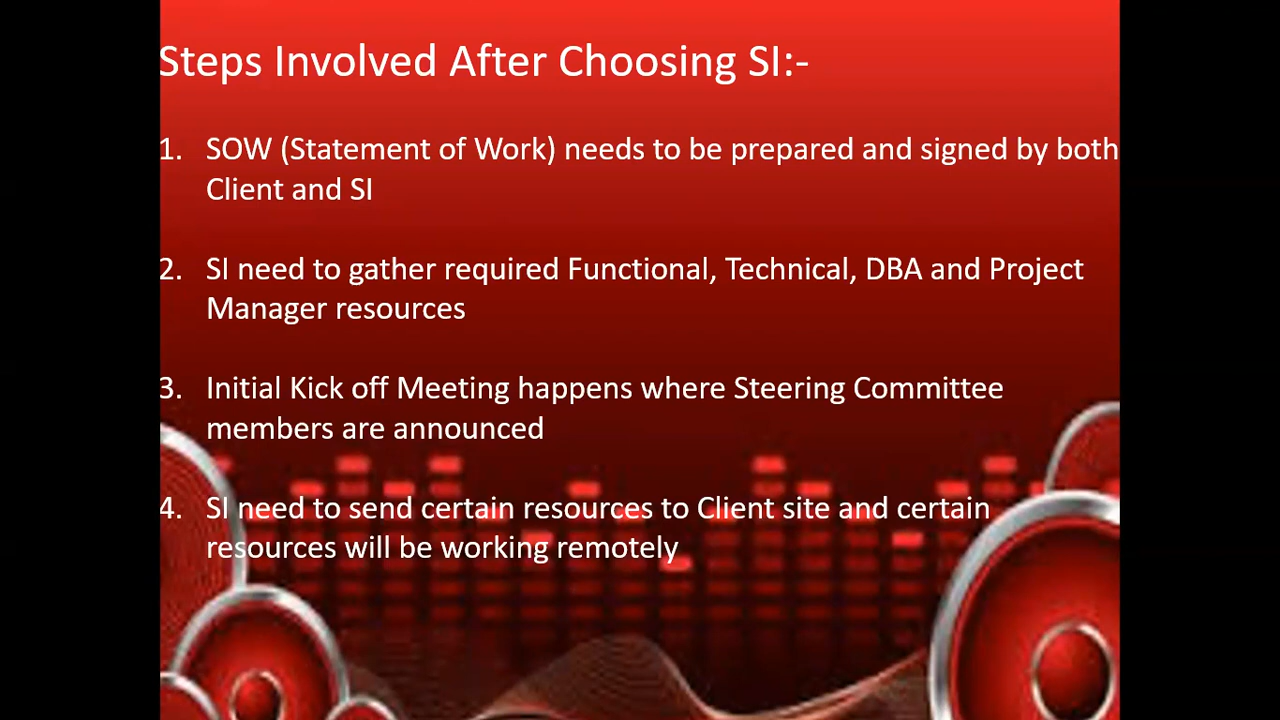 Steps Involved After Choosing SI:-
1. SOW (Statement of Work) needs to be prepared and signed by both
Client and SI
2. SI need to gather required Functional, Technical, DBA and Project
Manager resources
3. Initial Kick off Meeting happens where Steering Committee
members are announced
4. SI need to send certain resources to Client site and certain
resources will be working remotely